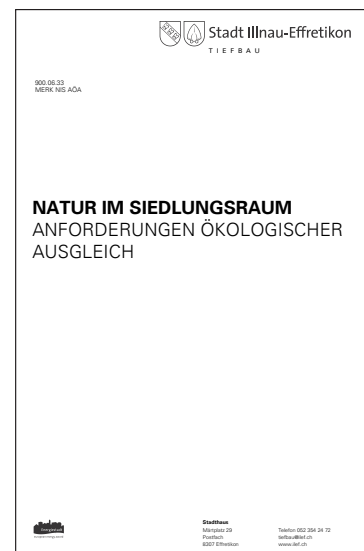 Stadt Illnau-Effretikon
TIEFBAU
900.06.33
MERK NIS AÖA
NATUR IM SIEDLUNGSRAUM
ANFORDERUNGEN ÖKOLOGISCHER
AUSGLEICH
Stadthaus
Märtplatz 29
Postfach
8307 Effretikon
Telefon 052 354 24 72
tiefbau@ilef.ch
www.ilef.ch